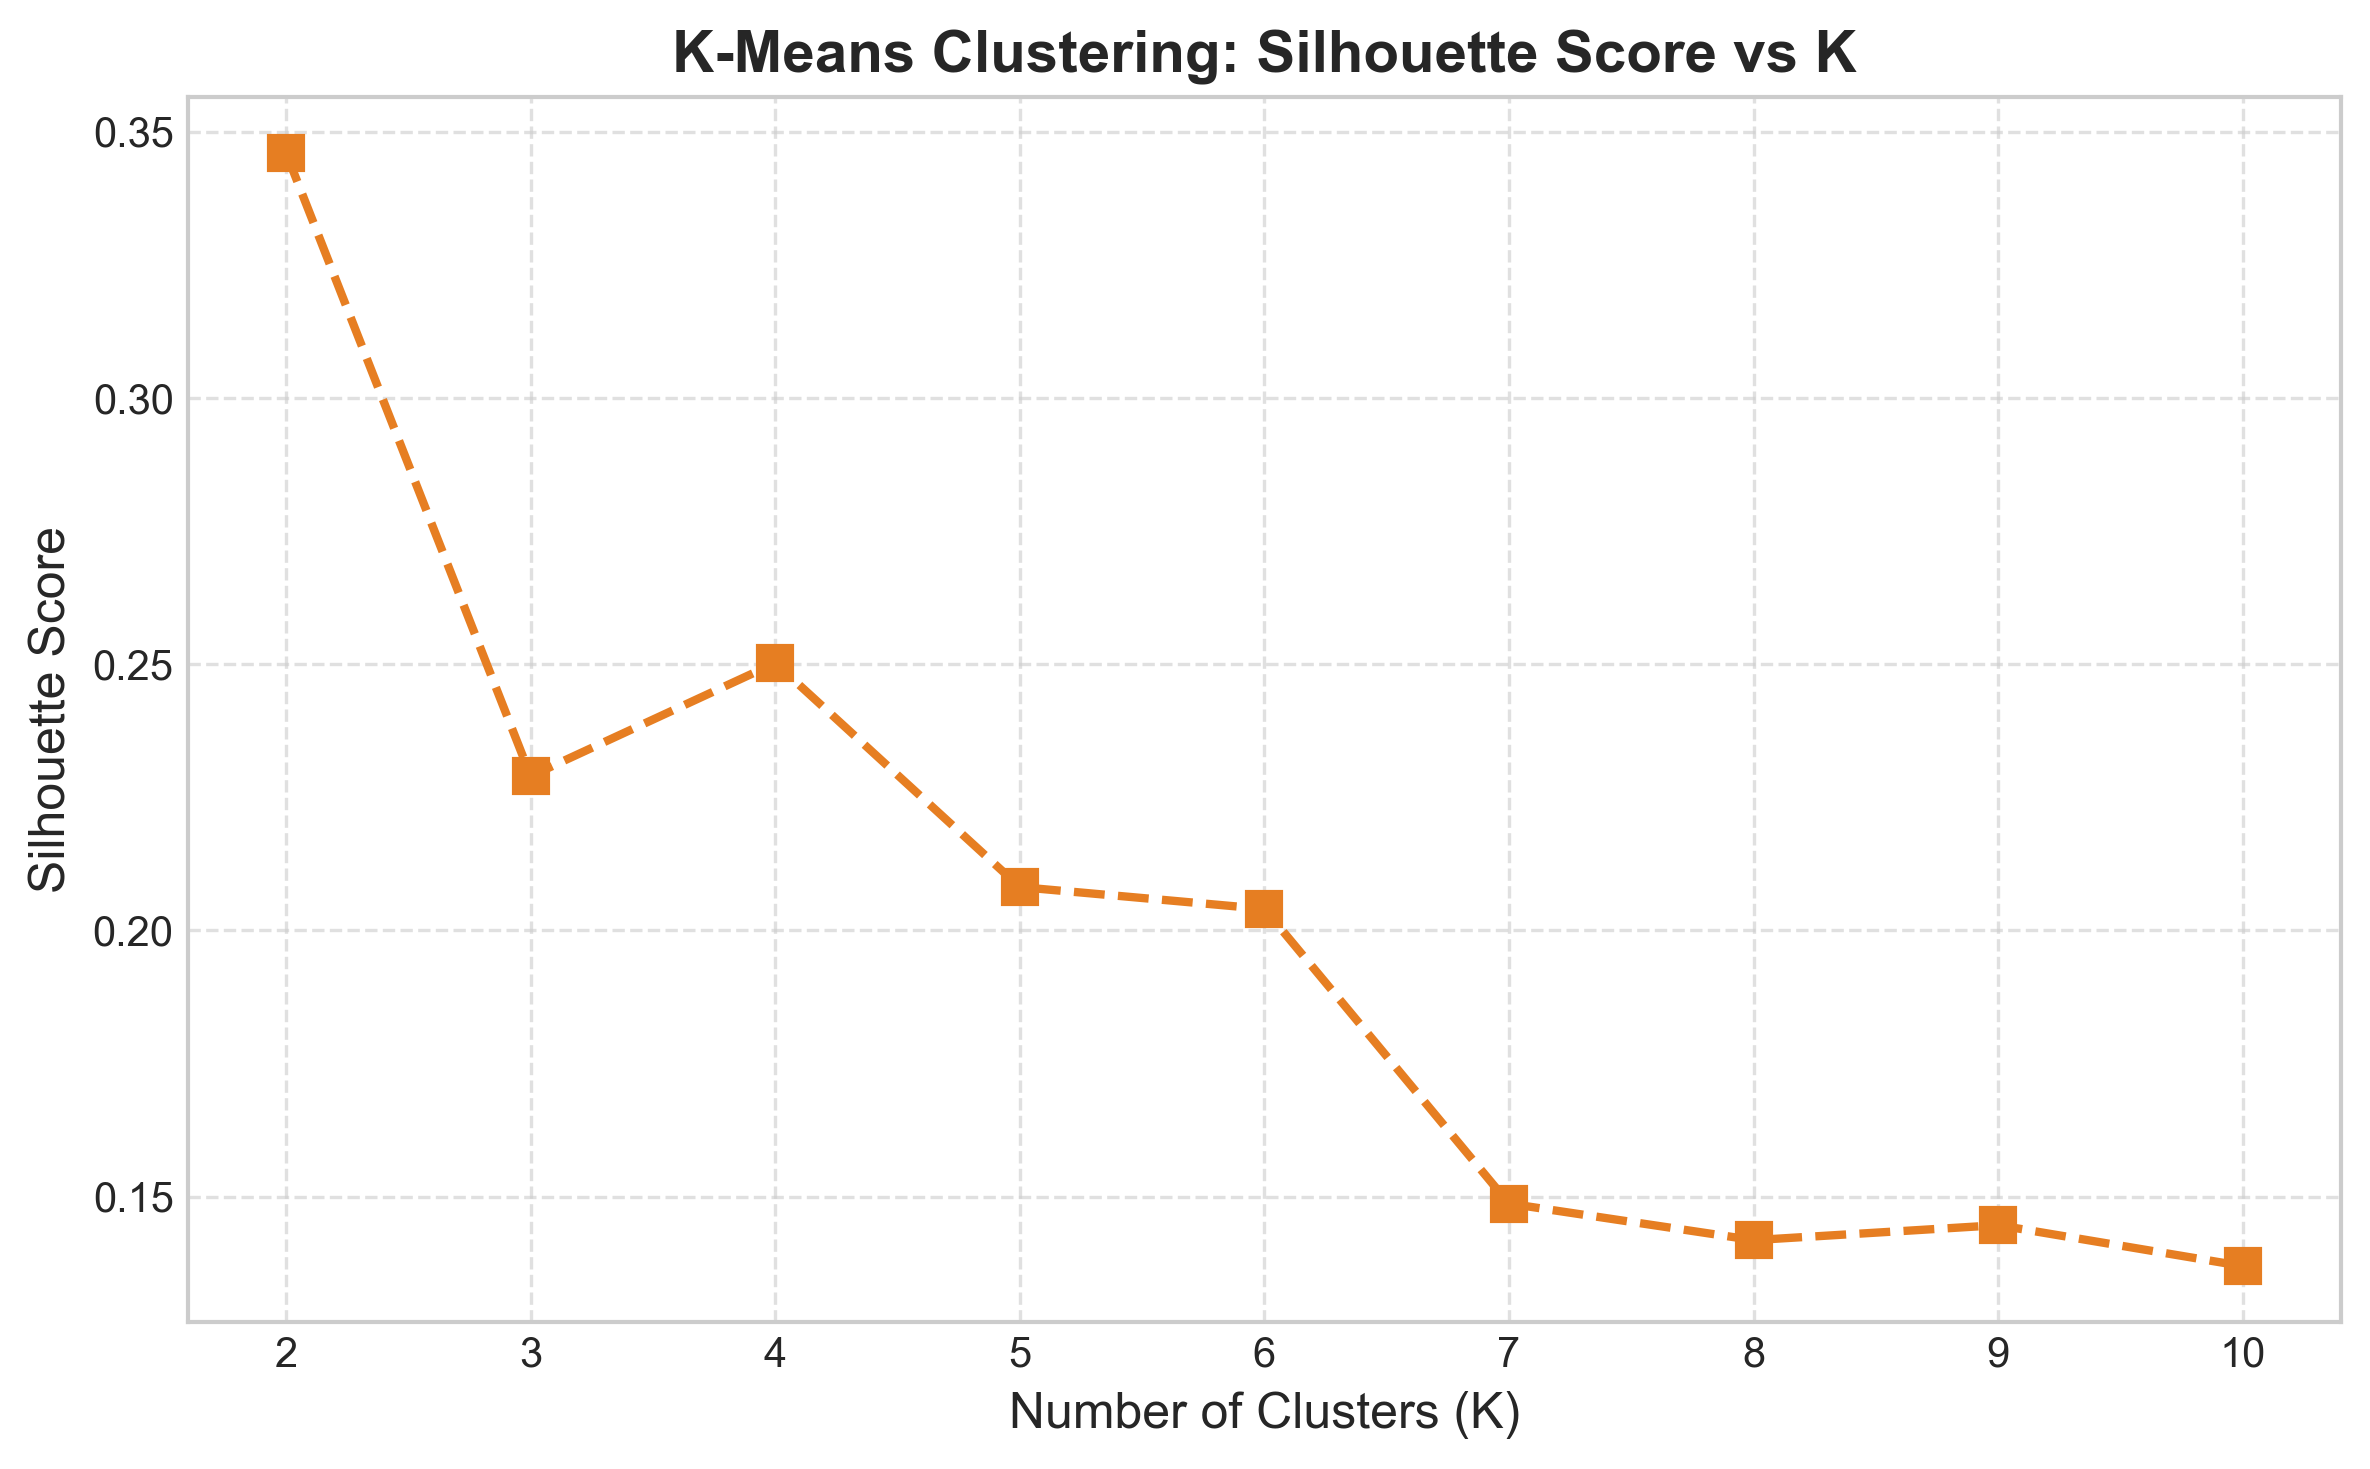 K-Means Clustering: Silhouette Score vs K
Silhouette Score
0.35
0.30
0.25
0.20
0.15
2 3 4 5 6 7 8 9 10
Number of Clusters (K)